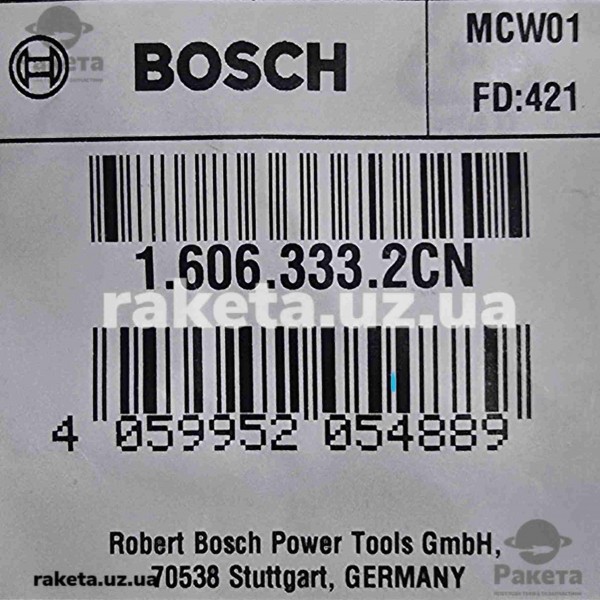 BOSCH
MCW01
FD:421
Ракета
1.606.333.2CN
raketa.uz.ua
4 059952 054889
Robert Bosch Power Tools GmbH,
70538 Stuttgart, GERMANY
raketa.uz.ua
Ракета